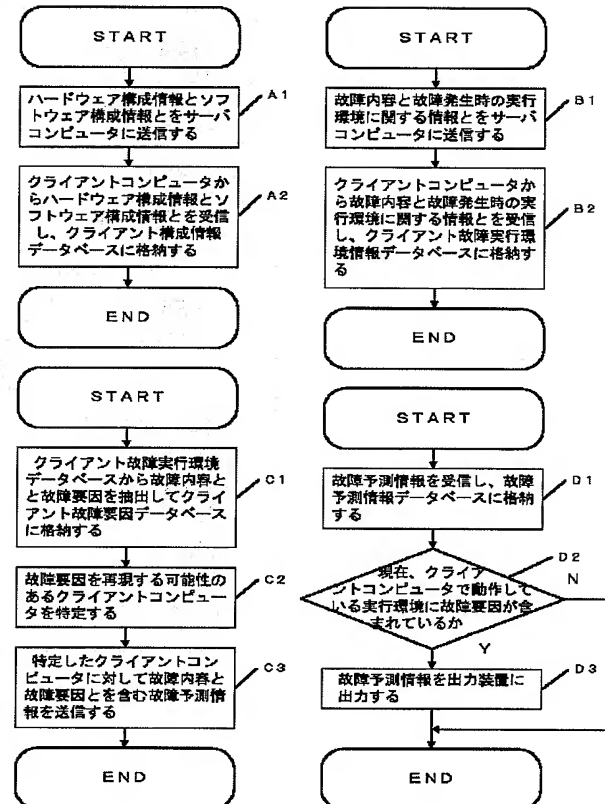 START
ハードウェア構成情報とソフ
トウェア構成情報とをサーバ
コンピュータに送信する
A1
クライアントコンピュータか
らハードウェア構成情報とソ
フトウェア構成情報とを受信
し、クライアント構成情報
データベースに格納する
A2
END
START
故障内容と故障発生時の実行
環境に関する情報とをサーバ
コンピュータに送信する
B1
クライアントコンピュータか
ら故障内容と故障発生時の実
行環境に関する情報とを受信
し、クライアント故障実行環
境情報データベースに格納す
る
B2
END
START
クライアント故障実行環境
データベースから故障内容と
と故障要因を抽出してクライ
アント故障要因データベース
に格納する
C1
故障要因を再現する可能性の
あるクライアントコンピュー
タを特定する
C2
特定したクライアントコン
ピュータに対して故障内容と
故障要因とを含む故障予測情
報を送信する
C3
END
START
故障予測情報を受信し、故障
予測情報データベースに格納
する
D1
現在、クライア
ントコンピュータで動作して
いる実行環境に故障要因が含
まれているか
D2
N
Y
故障予測情報を出力装置に
出力する
D3
END